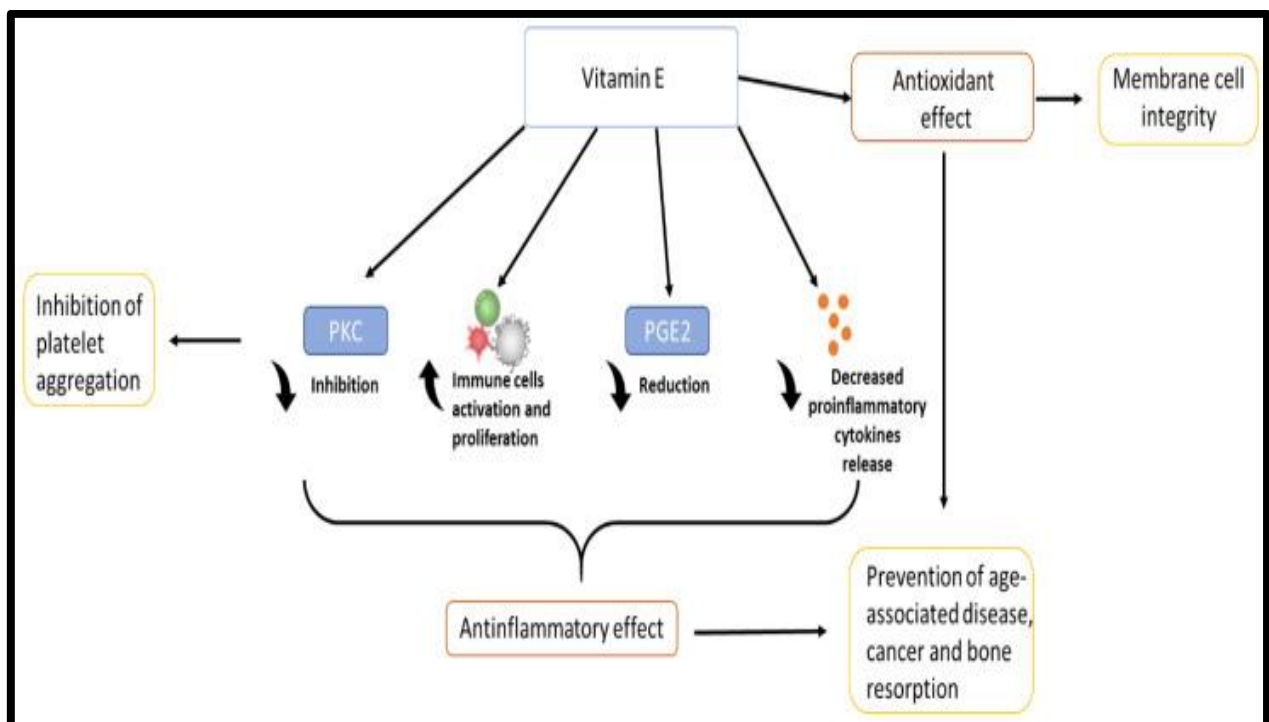 Vitamin E
Antioxidant
effect
Membrane cell
integrity
Inhibition of
platelet
aggregation
PKC
Inhibition
Immune cells
activation and
proliferation
PGE2
Reduction
Decreased
proinflammatory
cytokines
release
Antinflammatory effect
Prevention of age-
associated disease,
cancer and bone
resorption